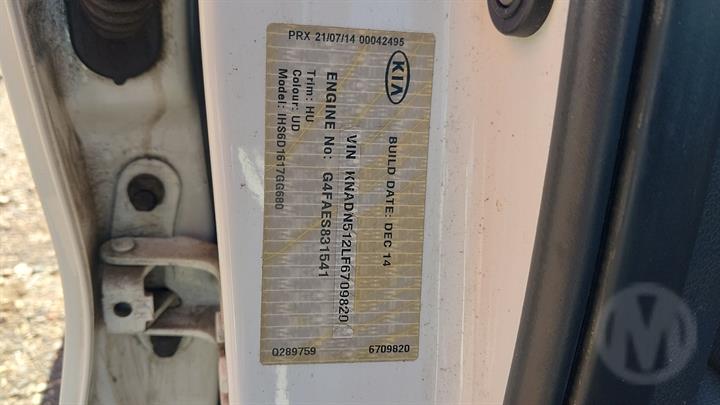 PRX 21/07/14 00042495
KIA
BUILD DATE: DEC 14
VIN KNADN512LF6709820
ENGINE No: G4FAES831541
Trim: HU
Colour: UD
Model: IHS6D1617GG680
Q289759
6709820
M